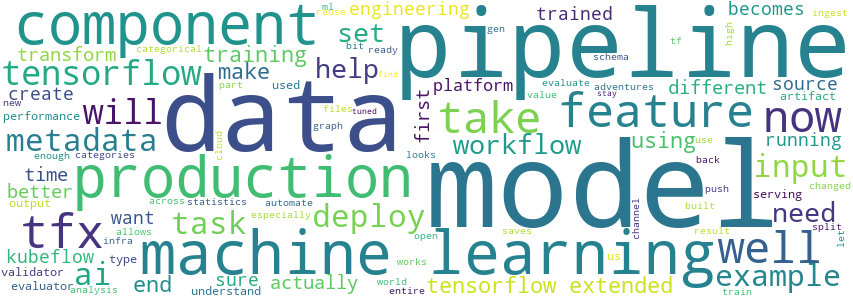 ml reuse engineering trained becomes ingest
component pipeline
categorical set gen schema tf high
transform training help bit ready adventures find
tensorflow make platform evaluate stay different source
create part used first value artifact
new performance files tuned data take feature now
metadata cloud graph workflow using running
enough categories looks back use
time production model input
better across statistics automate want push serving changed
output especially deploy channel built need
tfx task allows open saves result split let
infra machine learning well
kubeflow type works us
validator ai end sure actually world tensorflow extended example
evaluator analysis understand entire train